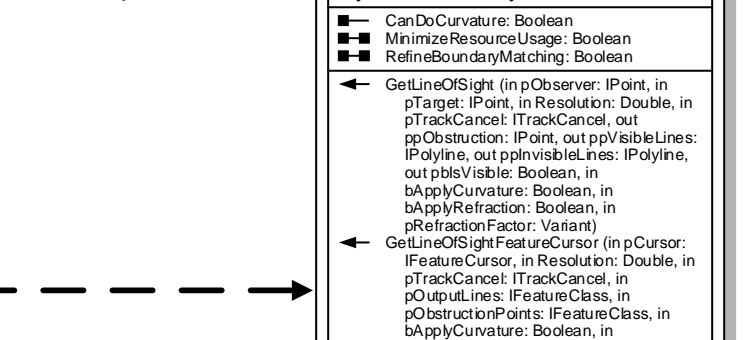 CanDoCurvature: Boolean
MinimizeResourceUsage: Boolean
RefineBoundaryMatching: Boolean
GetLineOfSight (in pObserver: IPoint, in
pTarget: IPoint, in Resolution: Double, in
pTrackCancel: ITrackCancel, out
ppObstruction: IPoint, out ppVisibleLines:
IPolyline, out ppInvisibleLines: IPolyline,
out pbIsVisible: Boolean, in
bApplyCurvature: Boolean, in
bApplyRefraction: Boolean, in
pRefractionFactor: Variant)
GetLineOfSightFeatureCursor (in pCursor:
IFeatureCursor, in Resolution: Double, in
pTrackCancel: ITrackCancel, in
pOutputLines: IFeatureClass, in
pObstructionPoints: IFeatureClass, in
bApplyCurvature: Boolean, in